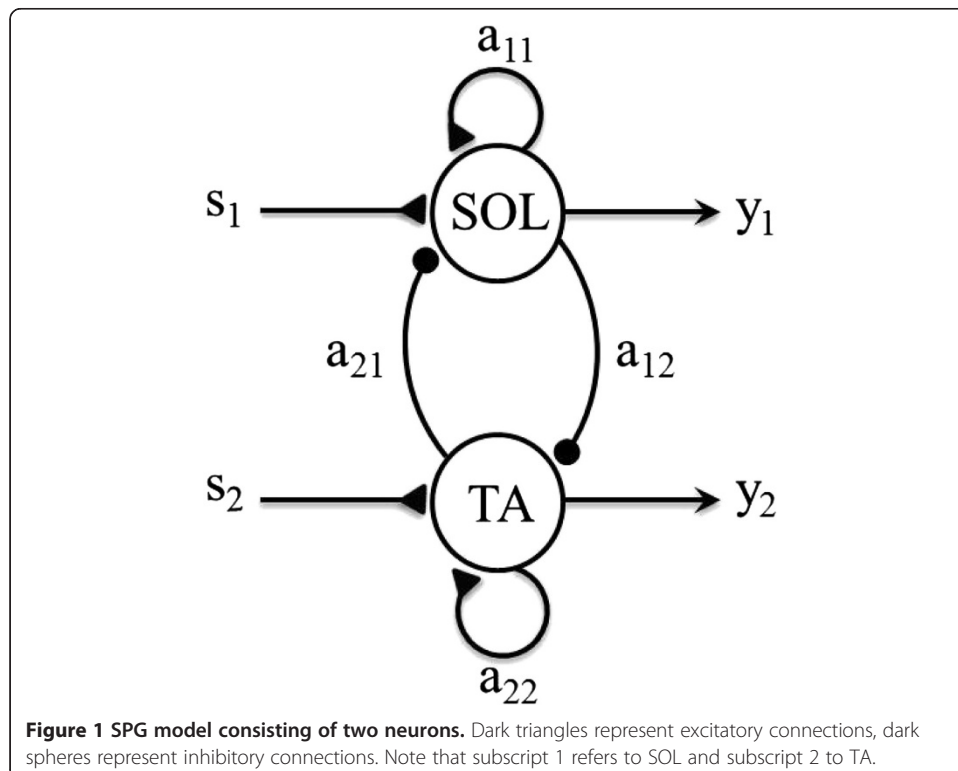 a₁₁
s₁ SOL y₁
a₂₁ a₁₂
s₂ TA y₂
a₂₂
Figure 1 SPG model consisting of two neurons. Dark triangles represent excitatory connections, dark
spheres represent inhibitory connections. Note that subscript 1 refers to SOL and subscript 2 to TA.